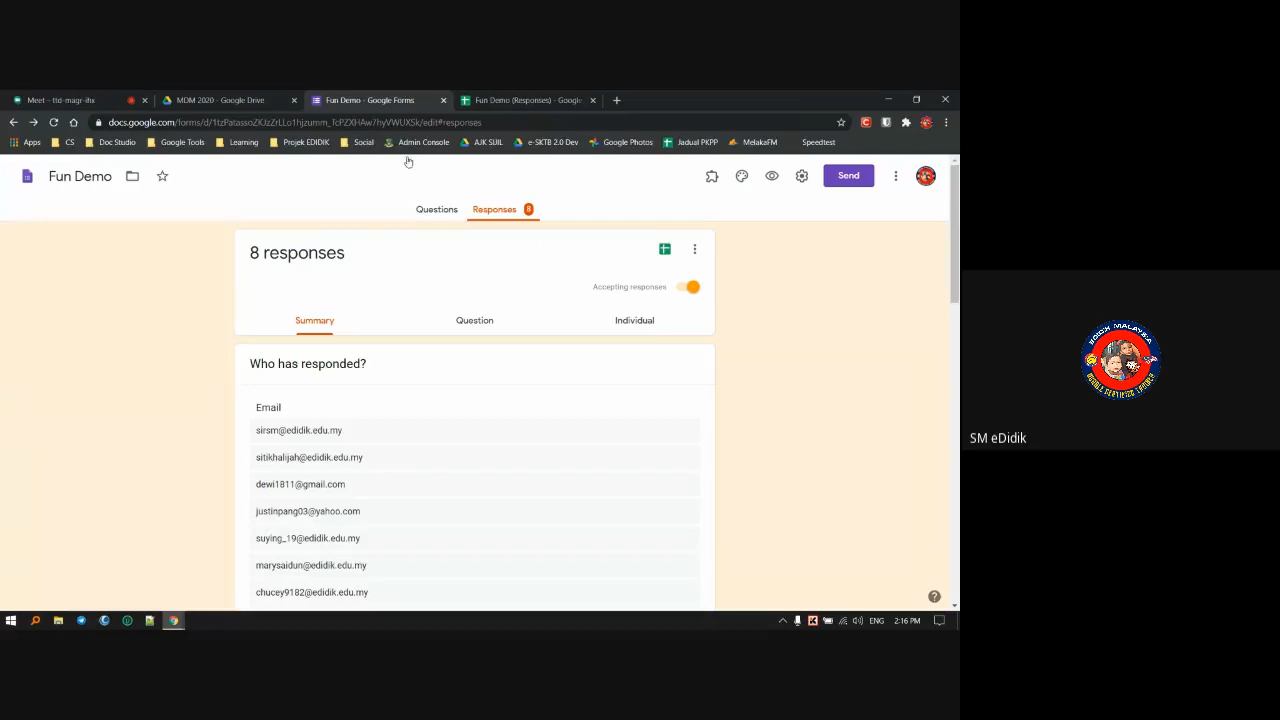 Meet – ttd-magr-ihx
MDM 2020 - Google Drive
Fun Demo - Google Forms
Fun Demo (Responses) - Google
Apps
CS
Doc Studio
Google Tools
Learning
Projek EDIDIK
Social
Admin Console
AJK SUIL
e-SKTB 2.0 Dev
Google Photos
Jadual PKPP
MelakaFM
Speedtest
Fun Demo
Send
Questions
Responses 8
8 responses
Accepting responses
Summary
Question
Individual
Who has responded?
Email
sirsm@edidik.edu.my
sitikhalijah@edidik.edu.my
dewi1811@gmail.com
justinpang03@yahoo.com
suying_19@edidik.edu.my
marysaidun@edidik.edu.my
chucey9182@edidik.edu.my
ENG
2:16 PM
SM eDidik